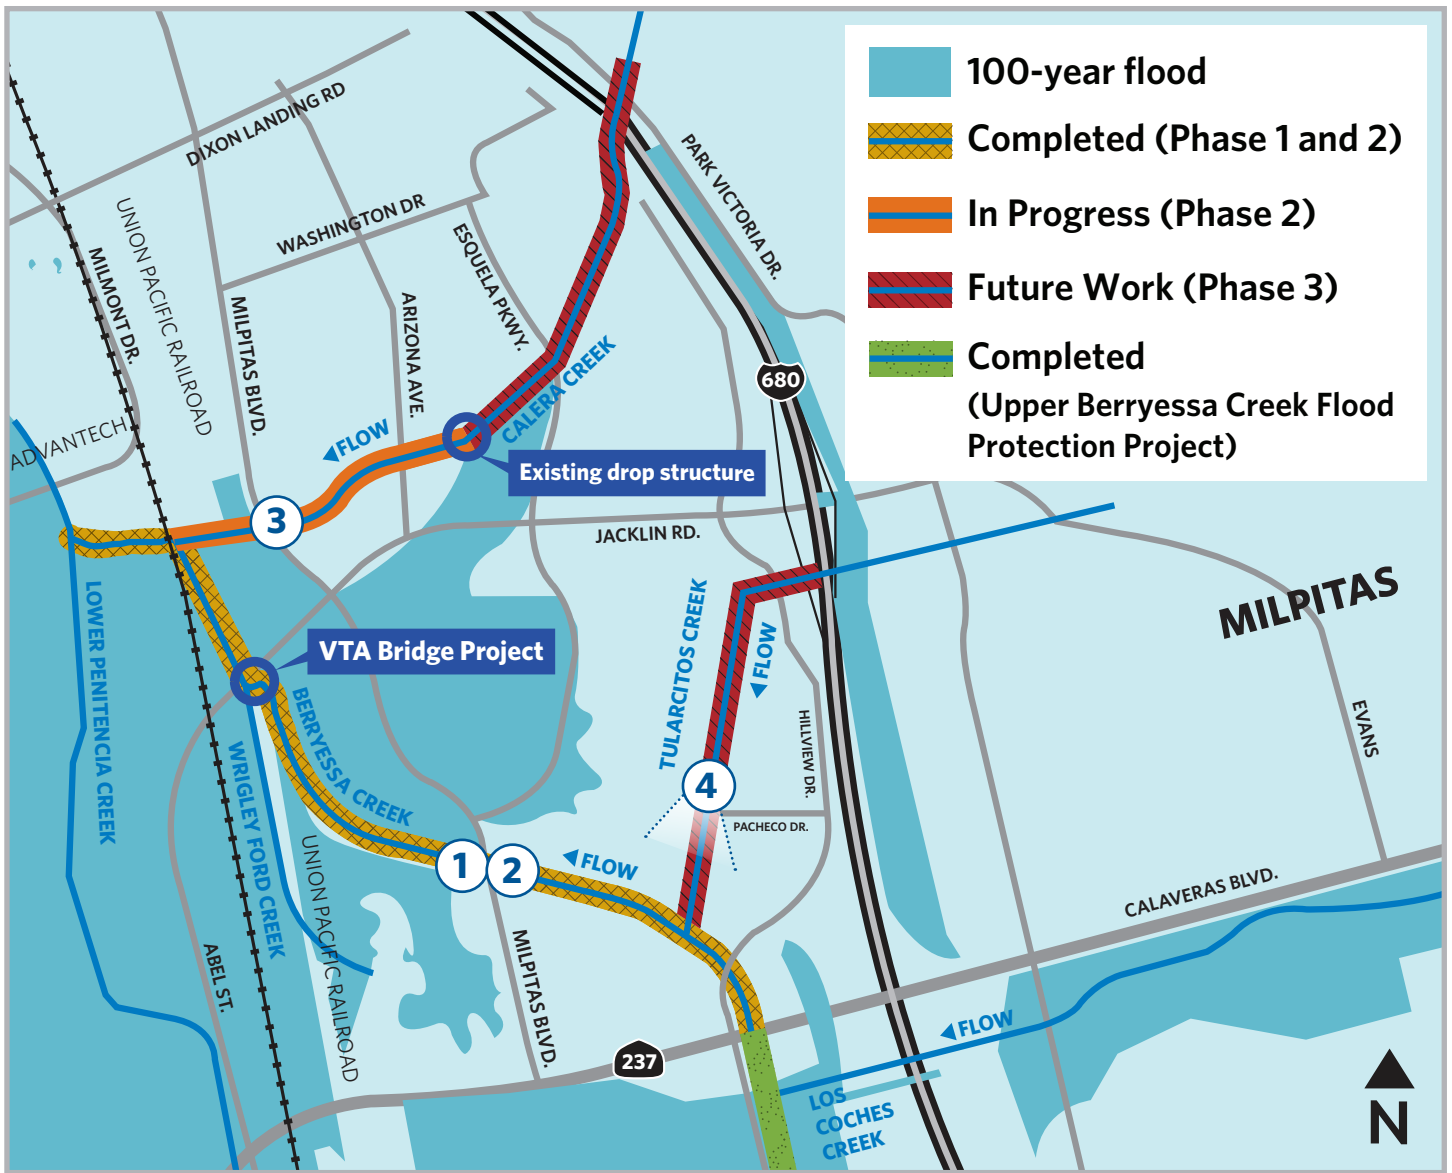 100-year flood
Completed (Phase 1 and 2)
In Progress (Phase 2)
Future Work (Phase 3)
Completed
(Upper Berryessa Creek Flood
Protection Project)
DIXON LANDING RD
PARK VICTORIA DR.
UNION PACIFIC RAILROAD
WASHINGTON DR
ESQUELA PKWY.
MILMONT DR.
MILPITAS BLVD.
ARIZONA AVE.
680
CALERA CREEK
FLOW
ADVANTECH
Existing drop structure
3
JACKLIN RD.
MILPITAS
LOWER PENITENCIA CREEK
TULARCITOS CREEK
FLOW
VTA Bridge Project
BERRYESSA CREEK
HILLVIEW DR.
EVANS
WRIGLEY FORD CREEK
4
PACHECO DR.
UNION PACIFIC RAILROAD
1
2
FLOW
CALAVERAS BLVD.
ABEL ST.
MILPITAS BLVD.
FLOW
237
LOS
COCHES
CREEK
N